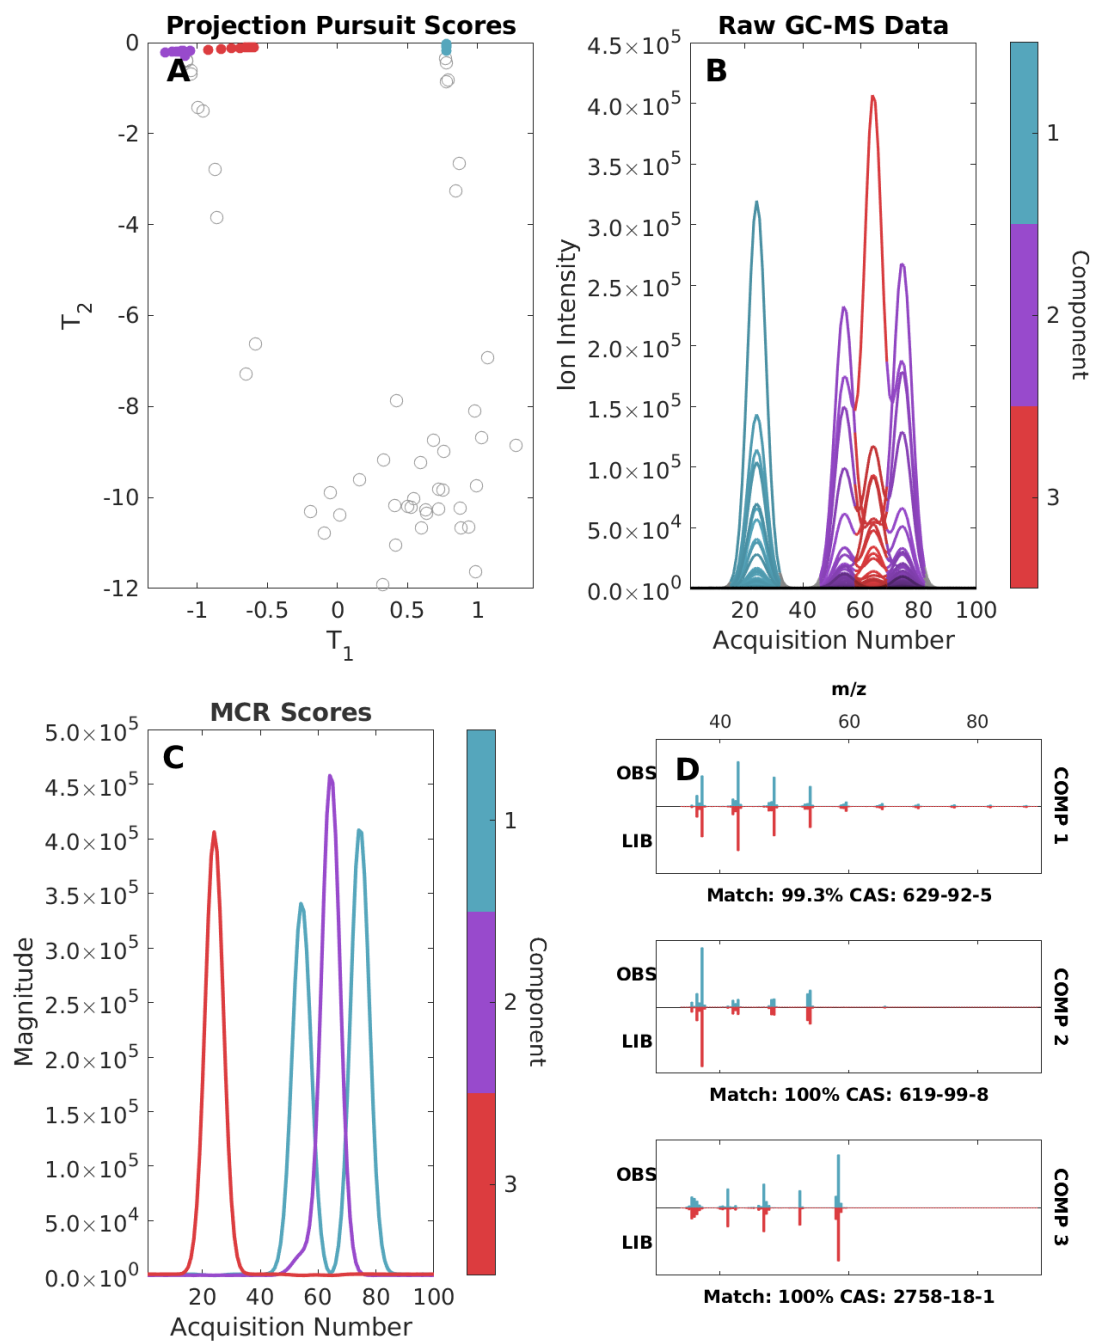 Projection Pursuit Scores
A
0
-2
-4
-6
-8
-10
-12
T2
-1
-0.5
0
0.5
1
T1
Raw GC-MS Data
B
4.5×10^5
4.0×10^5
3.5×10^5
3.0×10^5
2.5×10^5
2.0×10^5
1.5×10^5
1.0×10^5
5.0×10^4
0.0×10^0
Ion Intensity
20 40 60 80 100
Acquisition Number
1
2
3
Component
MCR Scores
C
5.0×10^5
4.5×10^5
4.0×10^5
3.5×10^5
3.0×10^5
2.5×10^5
2.0×10^5
1.5×10^5
1.0×10^5
5.0×10^4
0.0×10^0
Magnitude
20 40 60 80 100
Acquisition Number
1
2
3
Component
m/z
40 60 80
D
OBS
LIB
COMP 1
Match: 99.3% CAS: 629-92-5
OBS
LIB
COMP 2
Match: 100% CAS: 619-99-8
OBS
LIB
COMP 3
Match: 100% CAS: 2758-18-1